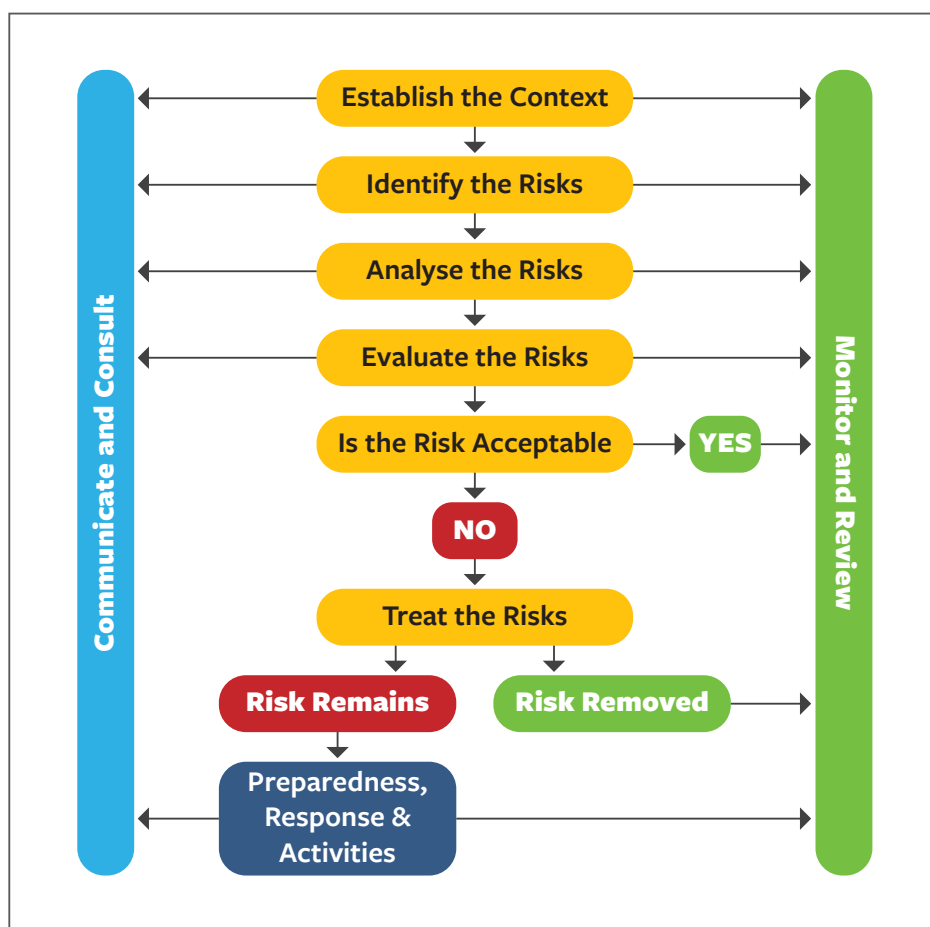 Establish the Context
Identify the Risks
Analyse the Risks
Evaluate the Risks
Is the Risk Acceptable
YES
NO
Treat the Risks
Risk Remains
Risk Removed
Preparedness,
Response &
Activities
Communicate and Consult
Monitor and Review